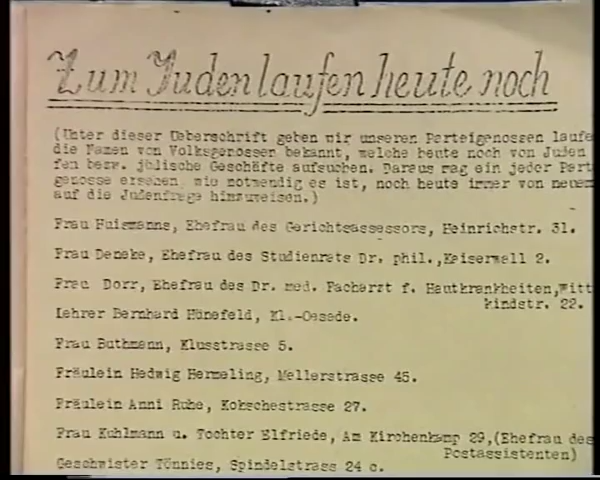 Zum Juden laufen heute noch
(Unter dieser Ueberschrift geben wir unseren Parteigenossen laufe
die Namen von Volksgenossen bekannt, welche heute noch von Juden
fen bezw. jüdische Geschäfte aufsuchen. Daraus mag ein jeder Part
genosse ersehen, wie notwendig es ist, noch heute immer von neuem
auf die Judenfrage hinzuweisen.)
Frau Huismanns, Ehefrau des Gerichtsassessors, Heinrichstr. 31.
Frau Deneke, Ehefrau des Studienrats Dr. phil., Kaiserwall 2.
Frau Dorr, Ehefrau des Dr. med. Facharzt f. Hautkrankheiten, Witt
kindstr. 22.
Lehrer Bernhard Hünefeld, Kl.-Oesede.
Frau Buthmann, Klusstrasse 5.
Fräulein Hedwig Hermeling, Mellerstrasse 45.
Fräulein Anni Ruhe, Kokschestrasse 27.
Frau Kuhlmann u. Tochter Elfriede, Am Kirchenkamp 29,(Ehefrau des
Postassistenten)
Geschwister Tönnies, Spindelstrass 24 c.